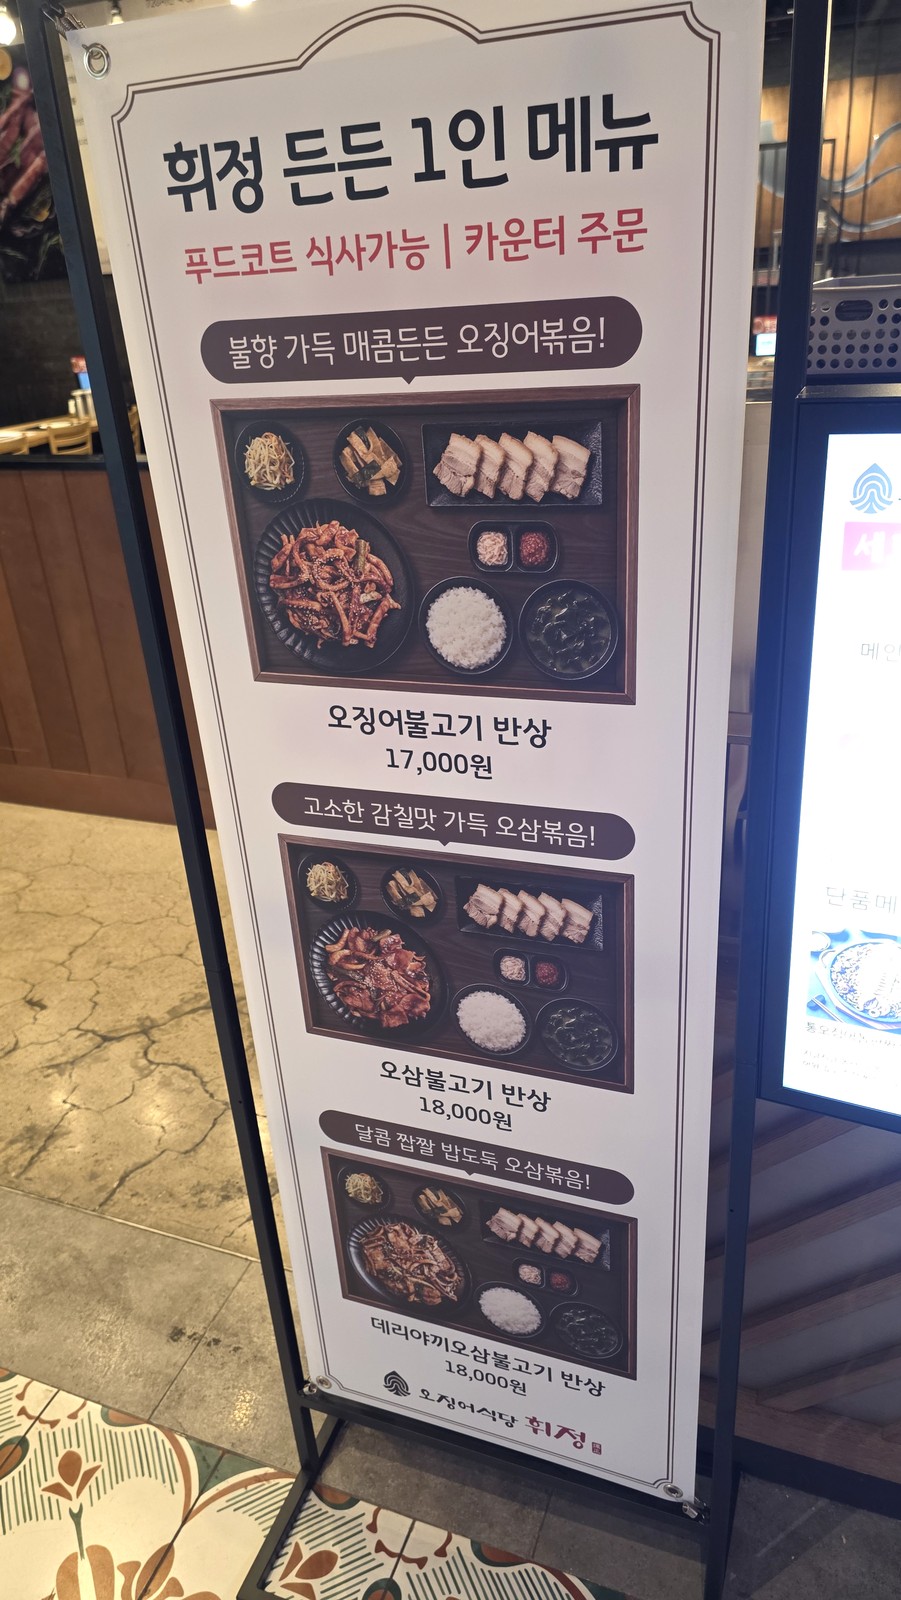 휘정 든든 1인 메뉴
푸드코트 식사가능 | 카운터 주문
불향 가득 매콤든든 오징어볶음!
오징어불고기 반상
17,000원
고소한 감칠맛 가득 오삼볶음!
오삼불고기 반상
18,000원
달콤 짭짤 밥도둑 오삼볶음!
데리야끼오삼불고기 반상
18,000원
오징어식당 휘정
메인
단품메